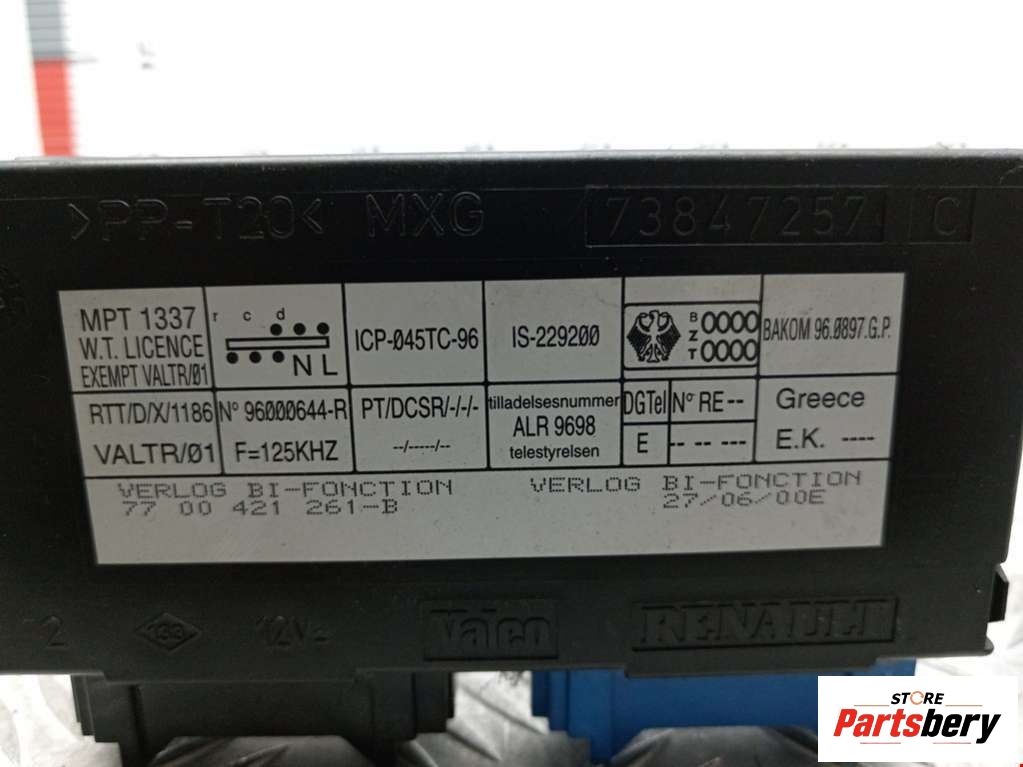 >PP-T20< MXG 73847257 C
MPT 1337
W.T. LICENCE
EXEMPT VALTR/01
r c d
N L
ICP-045TC-96
IS-229200
B 0000
Z
T 0000
BAKOM 96.0897.G.P.
RTT/D/X/1186
VALTR/01
N° 96000644-R
F=125KHZ
PT/DCSR/-/-/-
--/-----/--
tilladelsesnummer
ALR 9698
telestyrelsen
DGTel N° RE--
E -- -- ---
Greece
E.K. ----
VERLOG BI-FONCTION VERLOG BI-FONCTION
77 00 421 261-B 27/06/00E
12V Valeo RENAULT
STORE
Partsbery